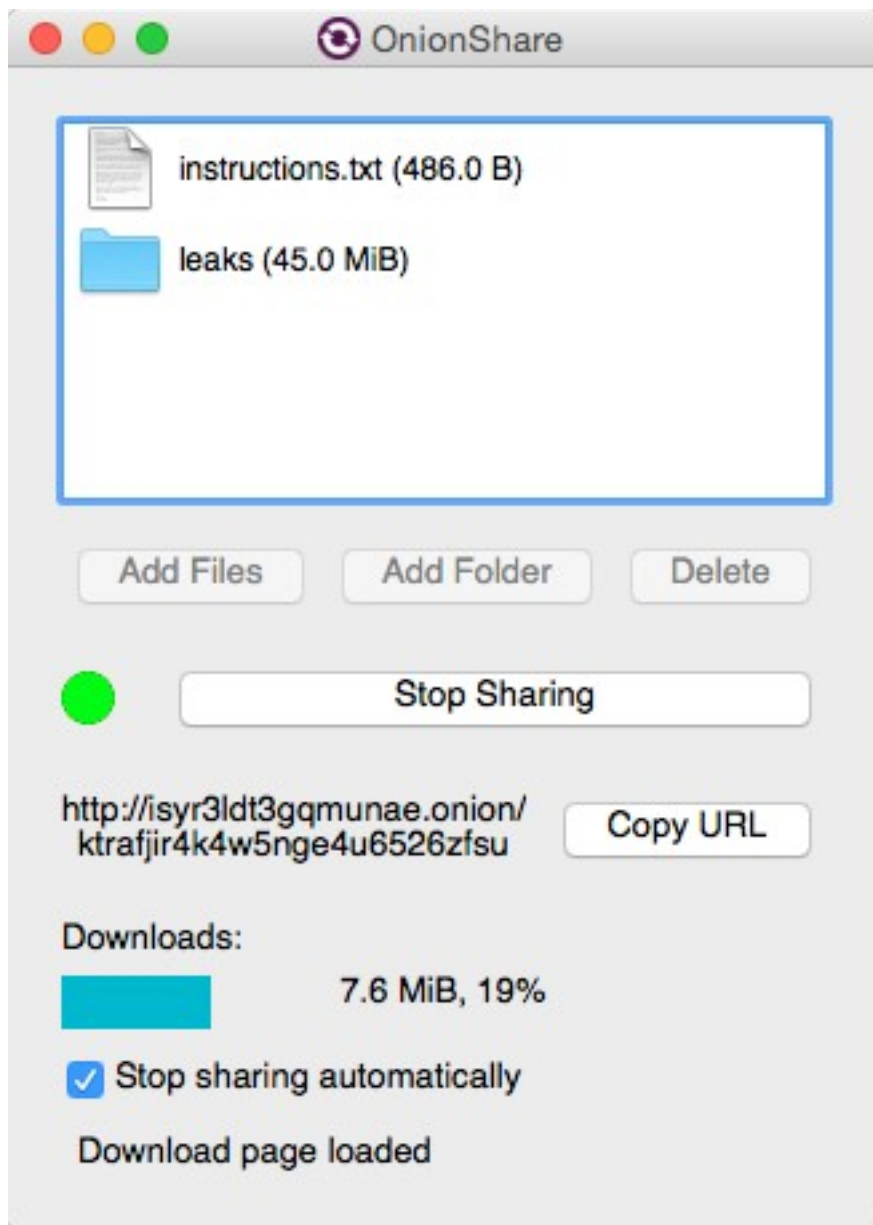 OnionShare
instructions.txt (486.0 B)
leaks (45.0 MiB)
Add Files Add Folder Delete
Stop Sharing
http://isyr3ldt3gqmunae.onion/
ktrafjir4k4w5nge4u6526zfsu
Copy URL
Downloads:
7.6 MiB, 19%
Stop sharing automatically
Download page loaded